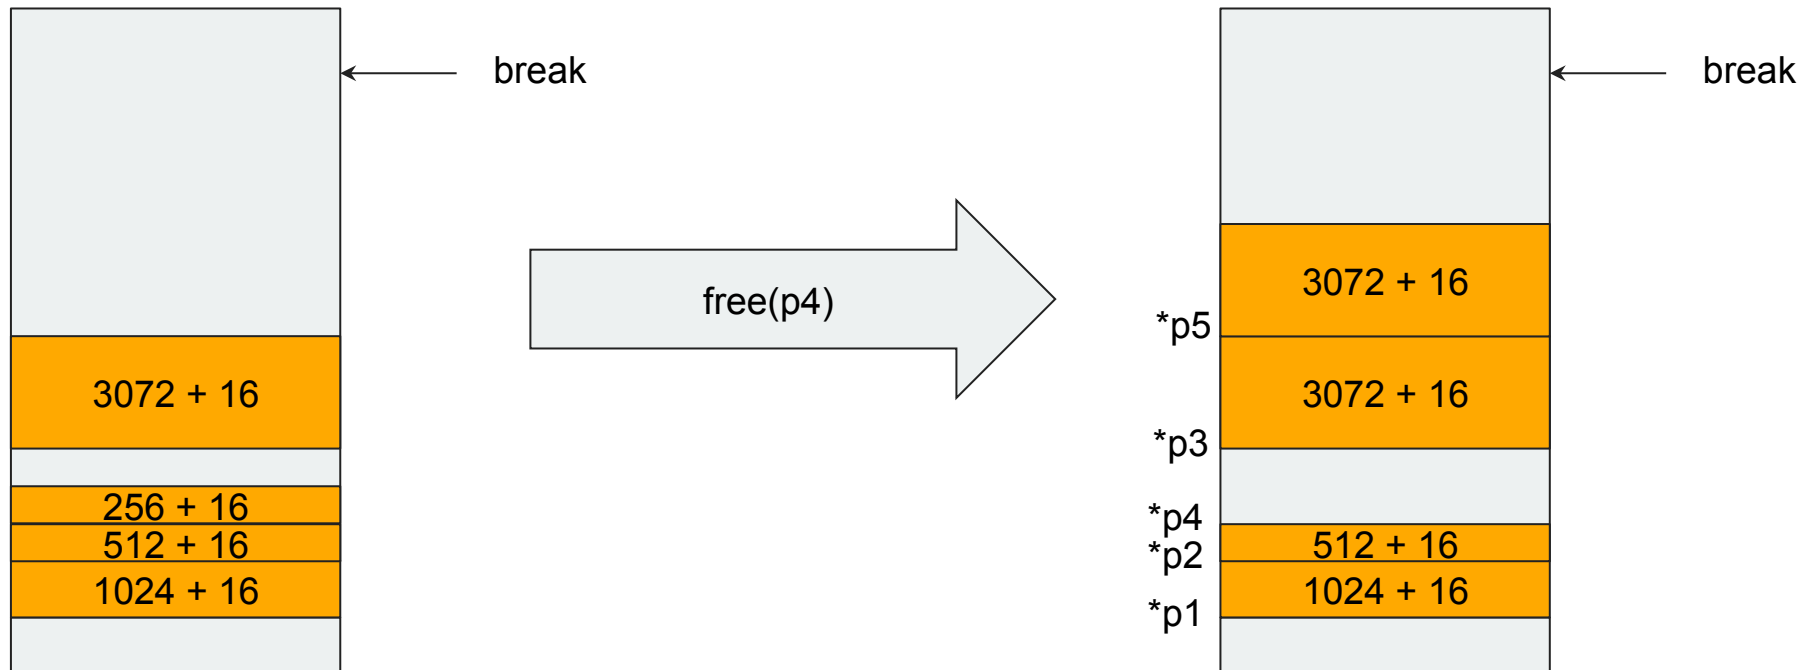 break
3072 + 16
256 + 16
512 + 16
1024 + 16
free(p4)
break
3072 + 16
*p5
3072 + 16
*p3
*p4
512 + 16
*p2
1024 + 16
*p1